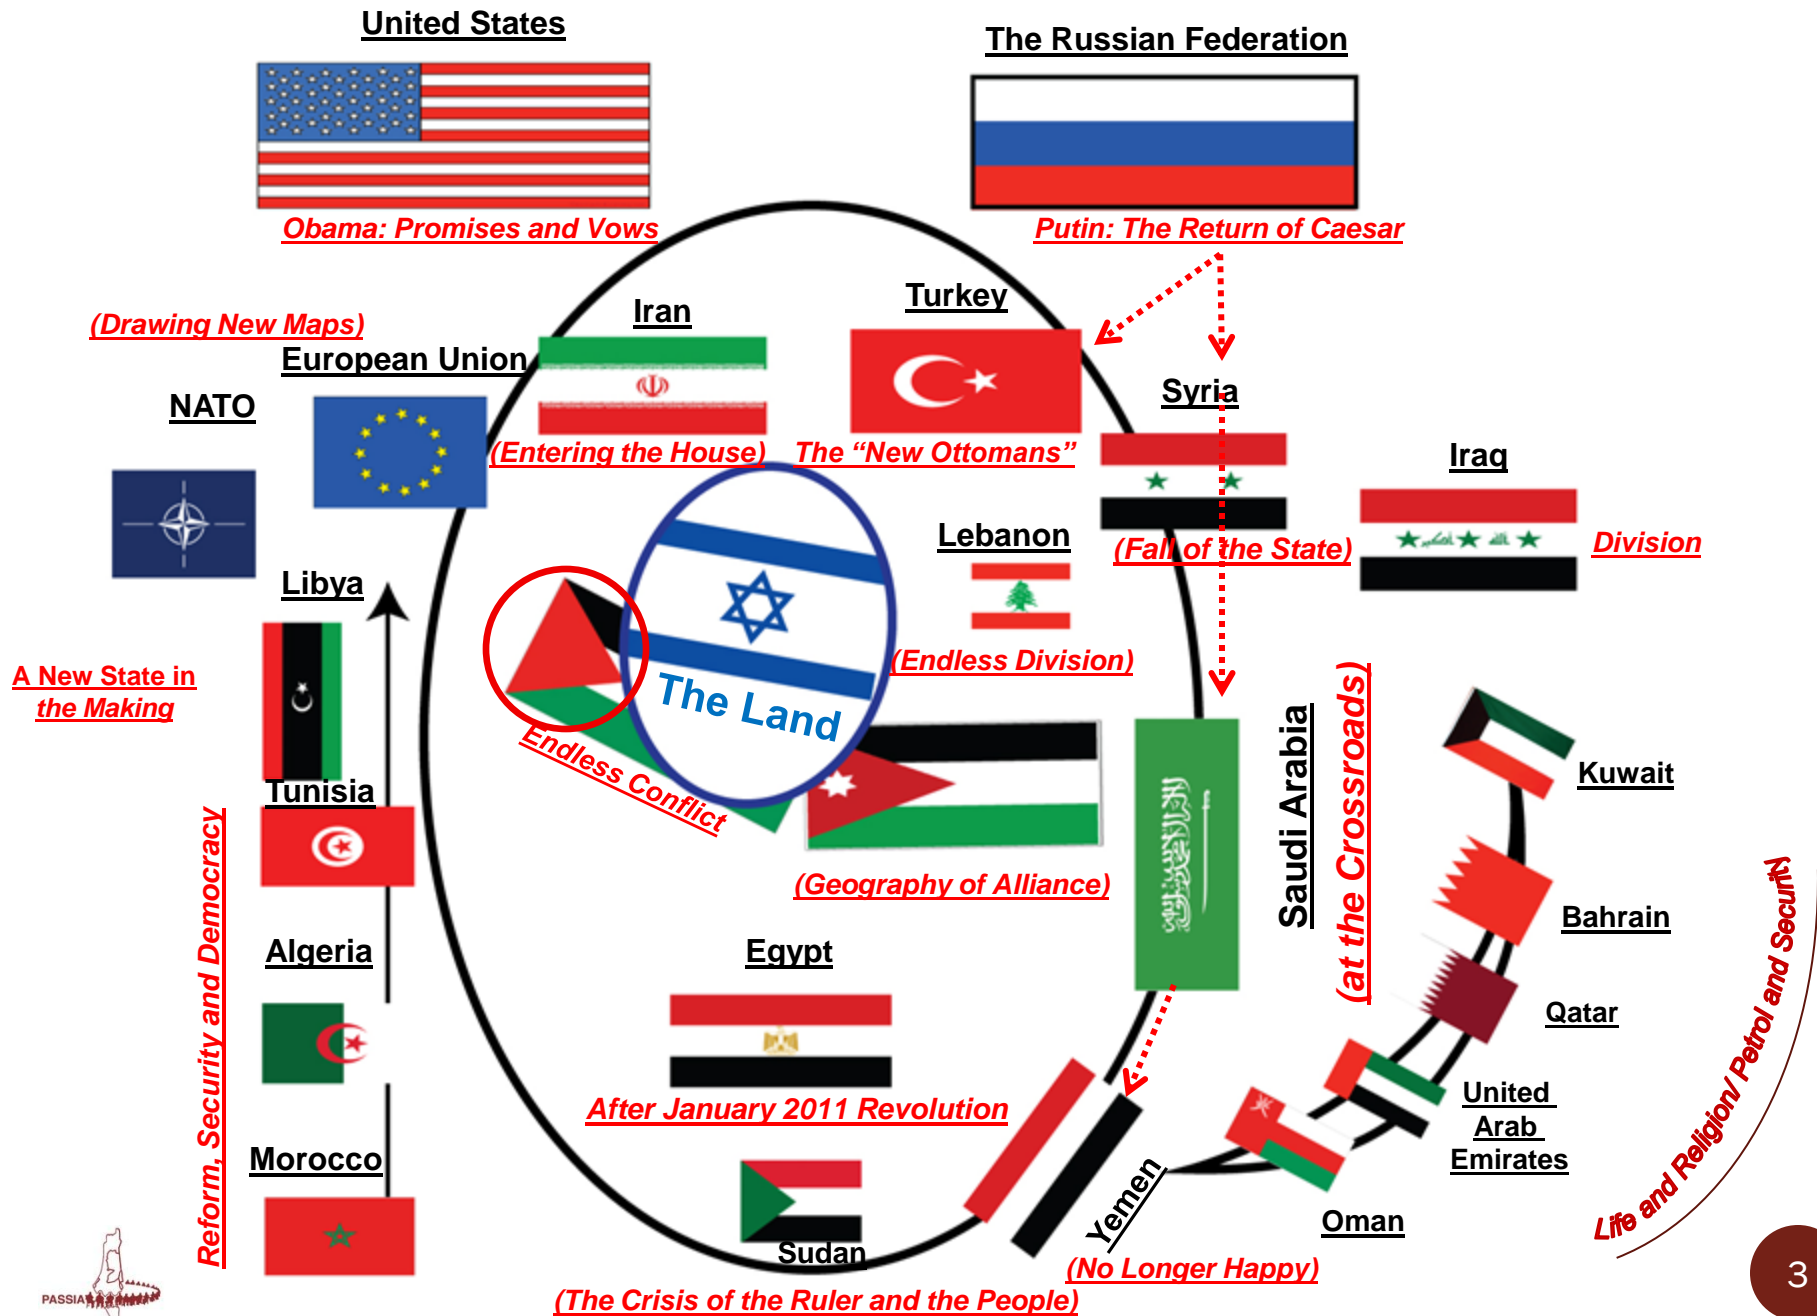 United States
The Russian Federation
Obama: Promises and Vows
Putin: The Return of Caesar
(Drawing New Maps)
European Union
NATO
Iran
(Entering the House)
Turkey
The “New Ottomans”
Syria
(Fall of the State)
Iraq
Division
Lebanon
(Endless Division)
Libya
A New State in
the Making
The Land
Endless Conflict
(Geography of Alliance)
Saudi Arabia
(at the Crossroads)
Kuwait
Bahrain
Qatar
United
Arab
Emirates
Oman
Life and Religion/ Petrol and Security
Tunisia
Algeria
Morocco
Reform, Security and Democracy
Egypt
After January 2011 Revolution
Sudan
(The Crisis of the Ruler and the People)
Yemen
(No Longer Happy)
PASSIA
3